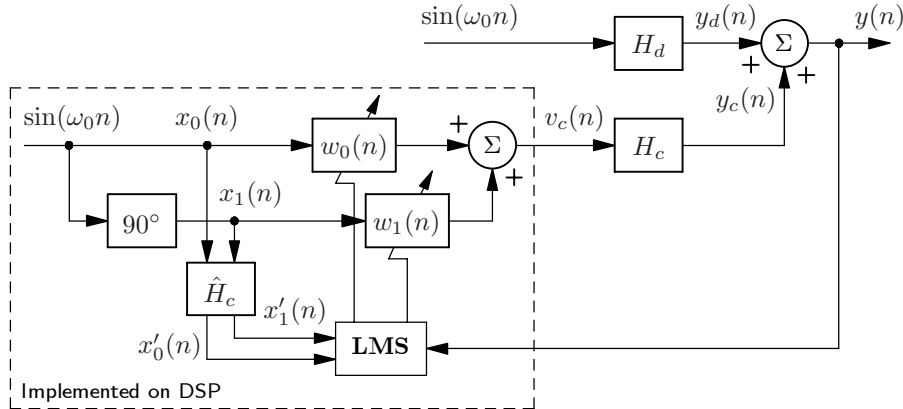 sin(ω₀n)
H_d
y_d(n)
Σ
y(n)
+
+
sin(ω₀n)
x₀(n)
w₀(n)
+
Σ
+
v_c(n)
H_c
y_c(n)
90°
x₁(n)
w₁(n)
Ĥ_c
x′₁(n)
x′₀(n)
LMS
Implemented on DSP